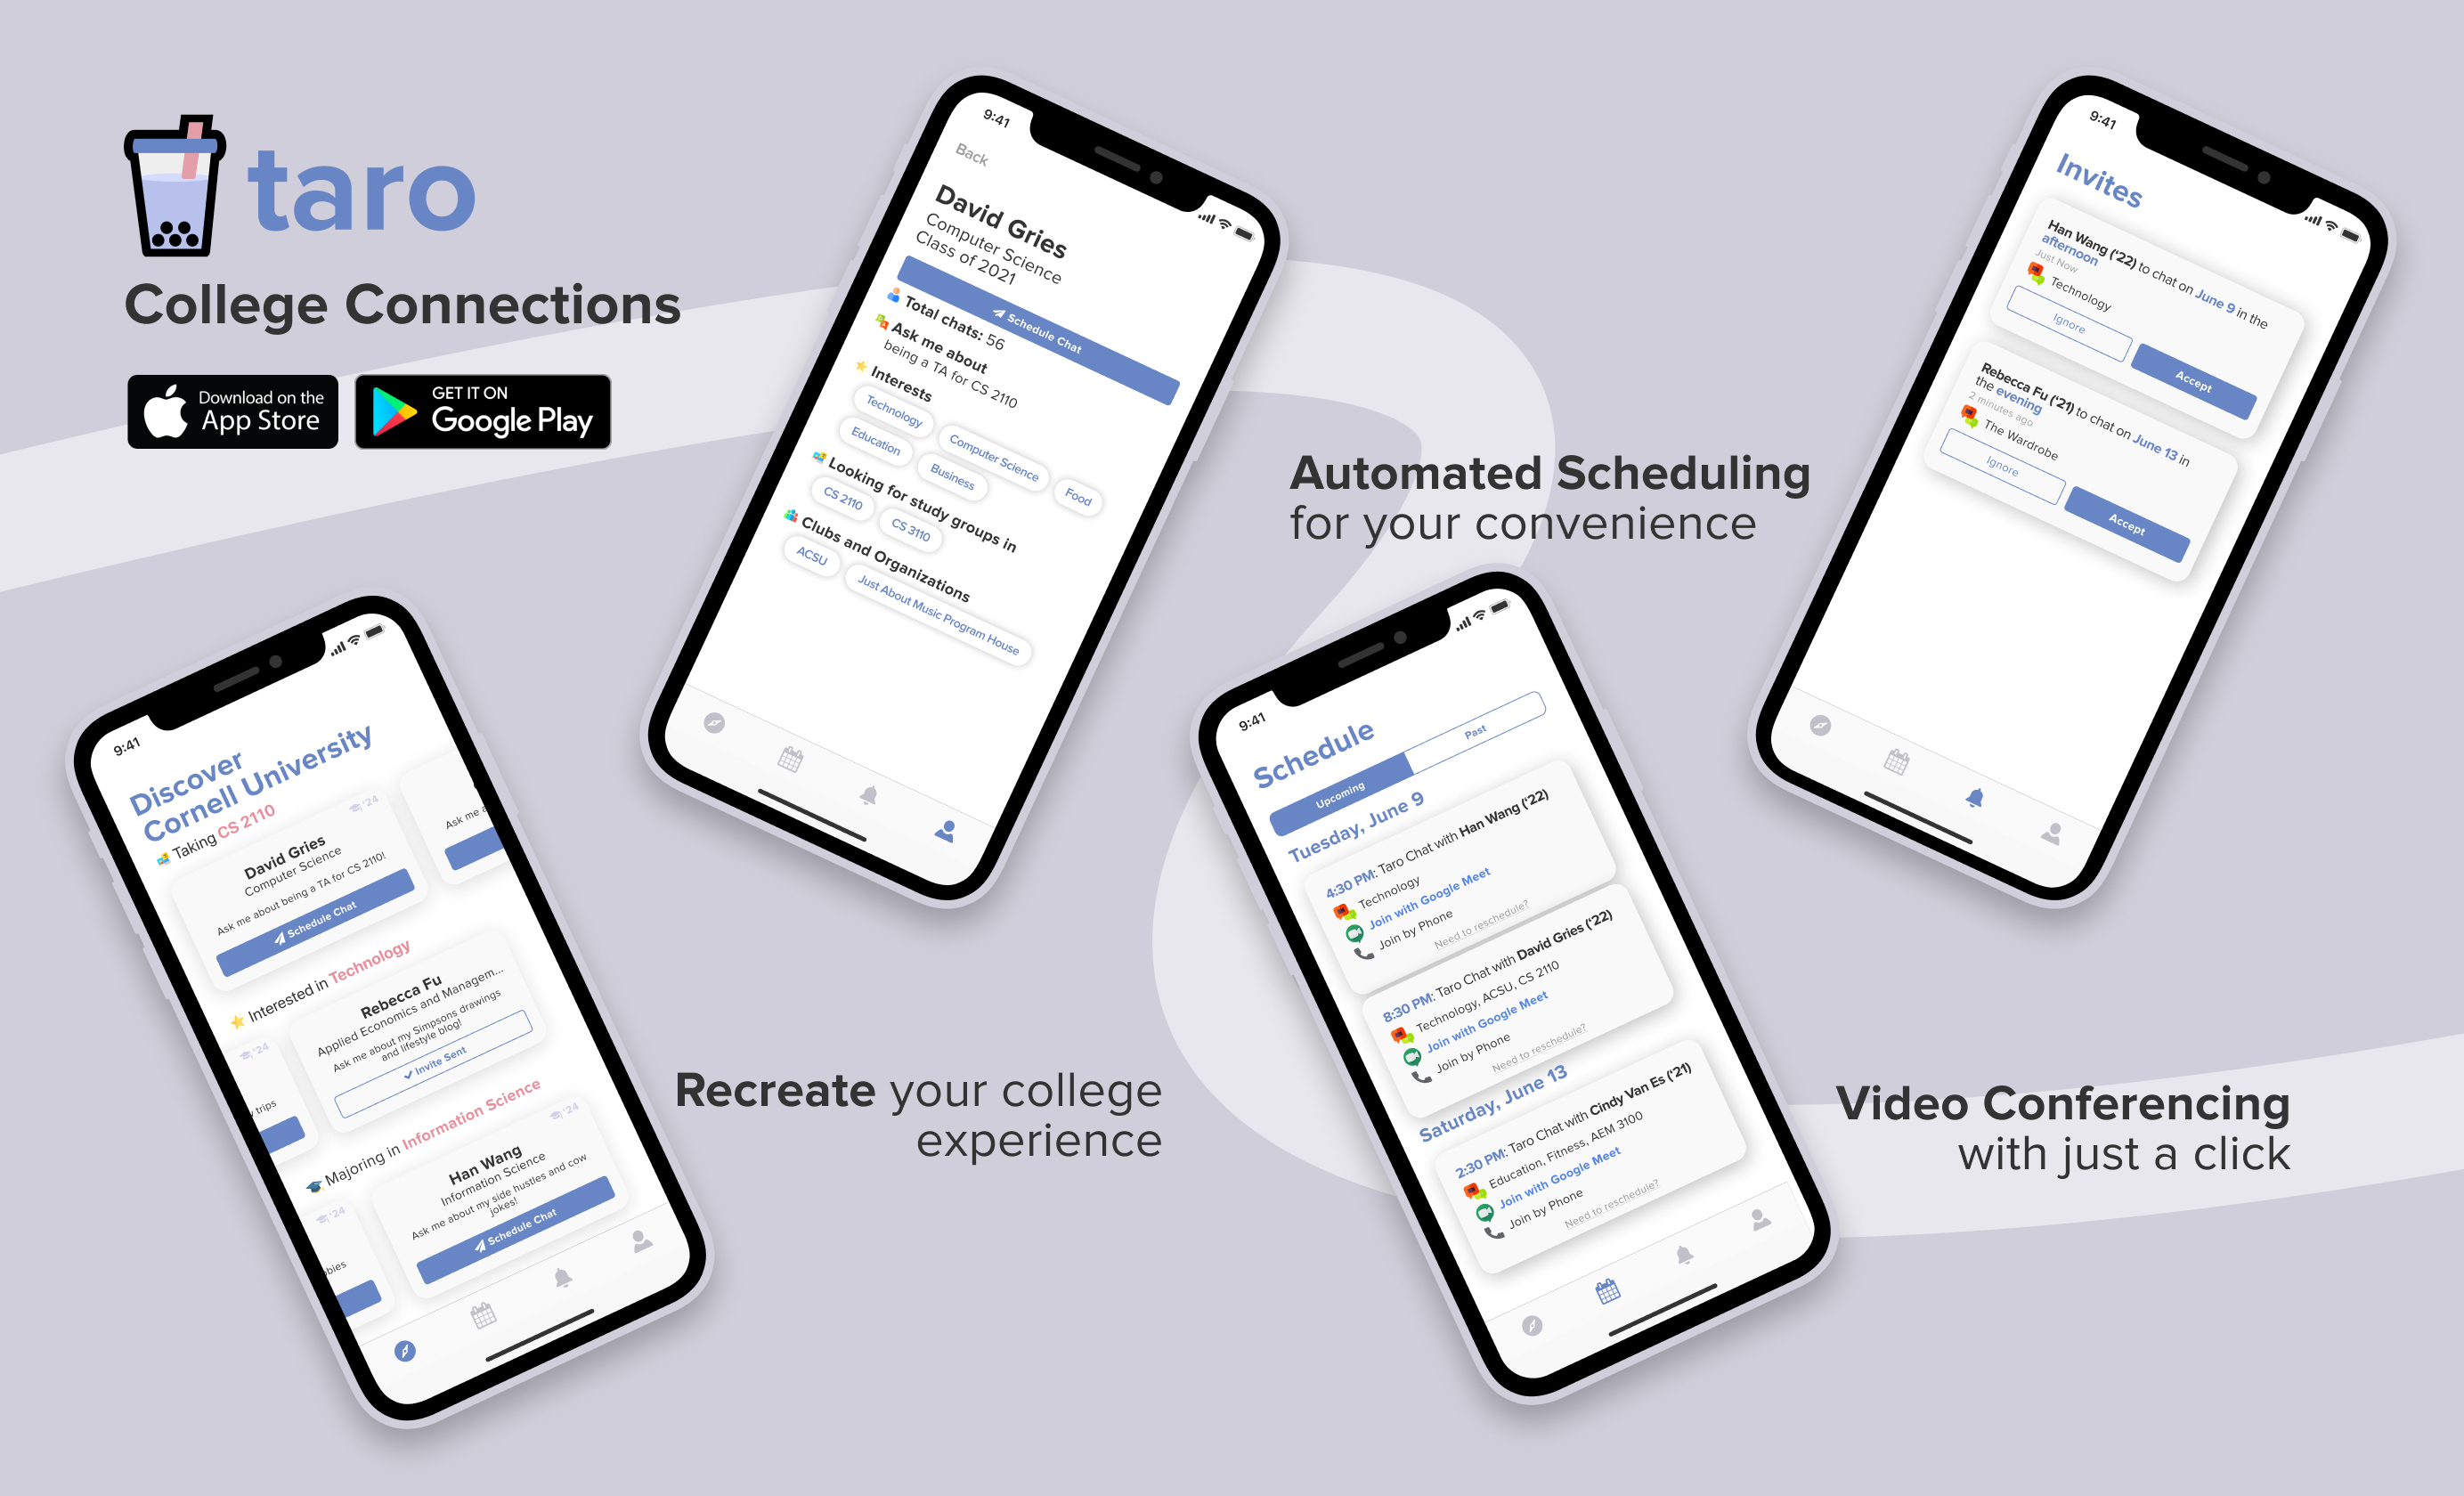 taro
College Connections
Download on the
App Store
GET IT ON
Google Play
9:41
Back
David Gries
Computer Science
Class of 2021
Schedule Chat
Total chats: 56
Ask me about
being a TA for CS 2110
Interests
Technology
Computer Science
Food
Education
Business
Looking for study groups in
CS 2110
CS 3110
Clubs and Organizations
ACSU
Just About Music Program House
9:41
Invites
Han Wang ('22) to chat on June 9 in the
afternoon
Just Now
Technology
Ignore
Accept
Rebecca Fu ('21) to chat on June 13 in
the evening
2 minutes ago
The Wardrobe
Ignore
Accept
Automated Scheduling
for your convenience
9:41
Discover
Cornell University
Taking CS 2110
'24
David Gries
Computer Science
Ask me about being a TA for CS 2110!
Schedule Chat
Ask me a
Interested in Technology
'24
y trips
Rebecca Fu
Applied Economics and Managem...
Ask me about my Simpsons drawings
and lifestyle blog!
Invite Sent
Majoring in Information Science
'24
bbies
'24
Han Wang
Information Science
Ask me about my side hustles and cow
jokes!
Schedule Chat
Recreate your college
experience
9:41
Schedule
Upcoming
Past
Tuesday, June 9
4:30 PM: Taro Chat with Han Wang ('22)
Technology
Join with Google Meet
Join by Phone
Need to reschedule?
8:30 PM: Taro Chat with David Gries ('22)
Technology, ACSU, CS 2110
Join with Google Meet
Join by Phone
Need to reschedule?
Saturday, June 13
2:30 PM: Taro Chat with Cindy Van Es ('21)
Education, Fitness, AEM 3100
Join with Google Meet
Join by Phone
Need to reschedule?
Video Conferencing
with just a click